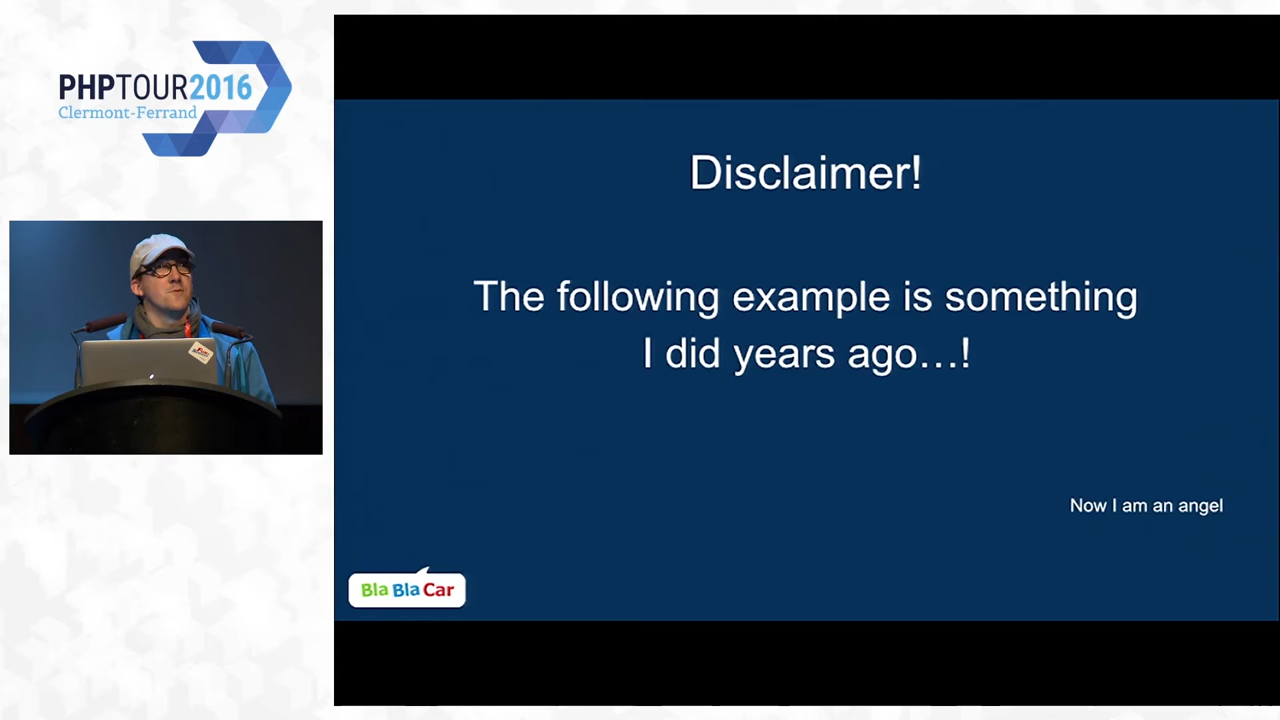 PHPTOUR2016
Clermont-Ferrand
Disclaimer!
The following example is something
I did years ago...!
Now I am an angel
Bla Bla Car